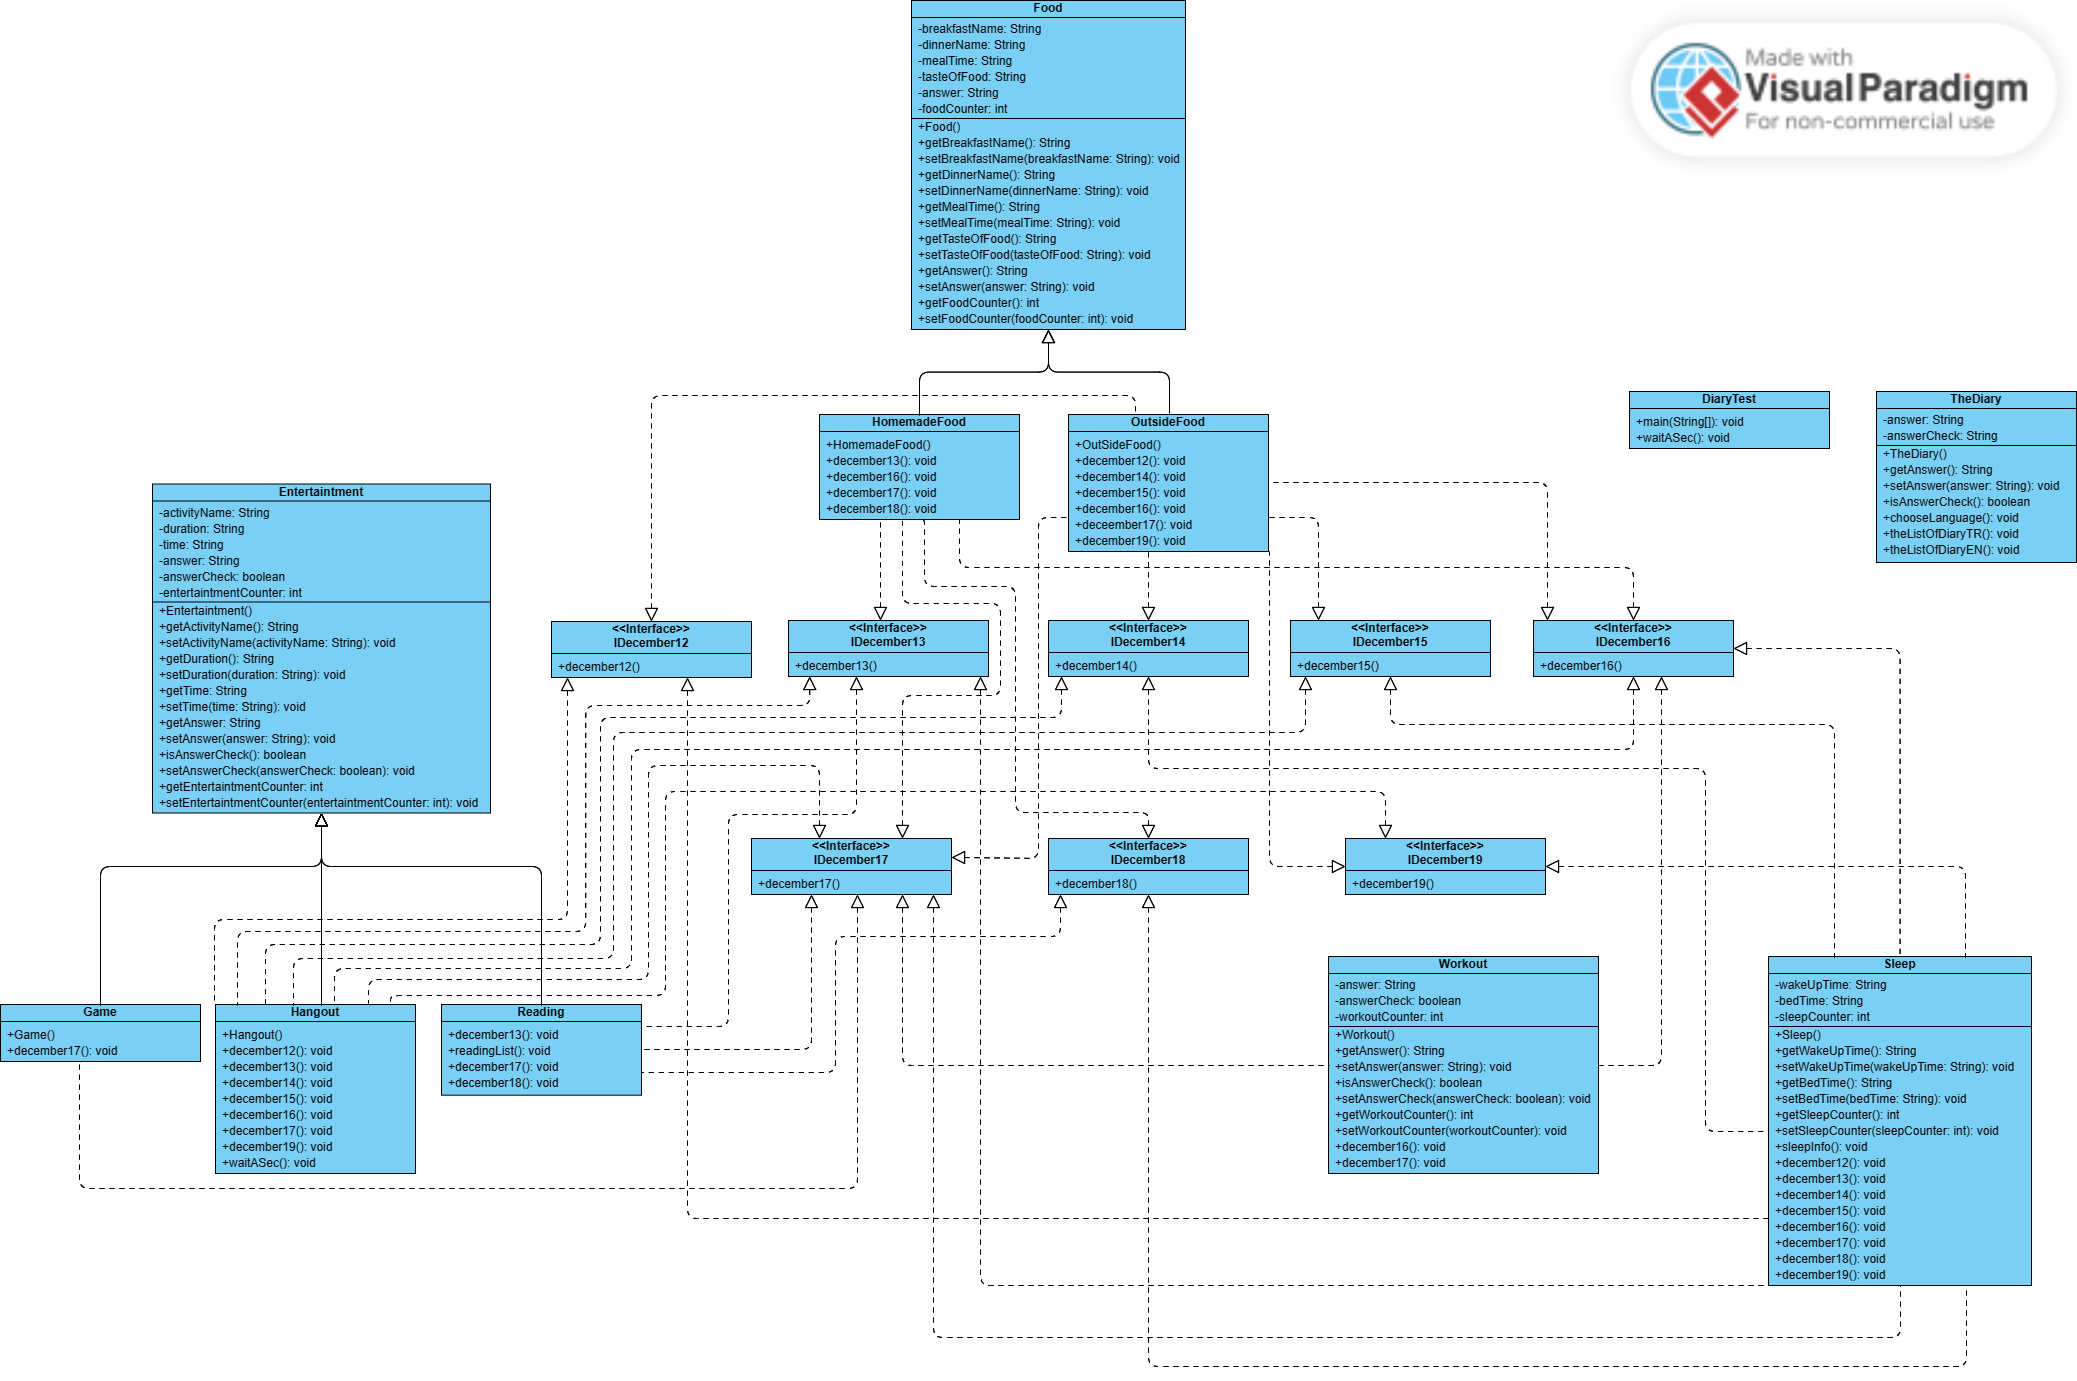 Food
-breakfastName: String
-dinnerName: String
-mealTime: String
-tasteOfFood: String
-answer: String
-foodCounter: int
+Food()
+getBreakfastName(): String
+setBreakfastName(breakfastName: String): void
+getDinnerName(): String
+setDinnerName(dinnerName: String): void
+getMealTime(): String
+setMealTime(mealTime: String): void
+getTasteOfFood(): String
+setTasteOfFood(tasteOfFood: String): void
+getAnswer(): String
+setAnswer(answer: String): void
+getFoodCounter(): int
+setFoodCounter(foodCounter: int): void
Made with
Visual Paradigm
For non-commercial use
HomemadeFood
+HomemadeFood()
+december13(): void
+december16(): void
+december17(): void
+december18(): void
OutsideFood
+OutSideFood()
+december12(): void
+december14(): void
+december15(): void
+december16(): void
+deceember17(): void
+december19(): void
DiaryTest
+main(String[]): void
+waitASec(): void
TheDiary
-answer: String
-answerCheck: String
+TheDiary()
+getAnswer(): String
+setAnswer(answer: String): void
+isAnswerCheck(): boolean
+chooseLanguage(): void
+theListOfDiaryTR(): void
+theListOfDiaryEN(): void
Entertaintment
-activityName: String
-duration: String
-time: String
-answer: String
-answerCheck: boolean
-entertaintmentCounter: int
+Entertaintment()
+getActivityName(): String
+setActivityName(activityName: String): void
+getDuration(): String
+setDuration(duration: String): void
+getTime: String
+setTime(time: String): void
+getAnswer: String
+setAnswer(answer: String): void
+isAnswerCheck(): boolean
+setAnswerCheck(answerCheck: boolean): void
+getEntertaintmentCounter: int
+setEntertaintmentCounter(entertaintmentCounter: int): void
<<Interface>>
IDecember12
+december12()
<<Interface>>
IDecember13
+december13()
<<Interface>>
IDecember14
+december14()
<<Interface>>
IDecember15
+december15()
<<Interface>>
IDecember16
+december16()
<<Interface>>
IDecember17
+december17()
<<Interface>>
IDecember18
+december18()
<<Interface>>
IDecember19
+december19()
Game
+Game()
+december17(): void
Hangout
+Hangout()
+december12(): void
+december13(): void
+december14(): void
+december15(): void
+december16(): void
+december17(): void
+december19(): void
+waitASec(): void
Reading
+december13(): void
+readingList(): void
+december17(): void
+december18(): void
Workout
-answer: String
-answerCheck: boolean
-workoutCounter: int
+Workout()
+getAnswer(): String
+setAnswer(answer: String): void
+isAnswerCheck(): boolean
+setAnswerCheck(answerCheck: boolean): void
+getWorkoutCounter(): int
+setWorkoutCounter(workoutCounter): void
+december16(): void
+december17(): void
Sleep
-wakeUpTime: String
-bedTime: String
-sleepCounter: int
+Sleep()
+getWakeUpTime(): String
+setWakeUpTime(wakeUpTime: String): void
+getBedTime(): String
+setBedTime(bedTime: String): void
+getSleepCounter(): int
+setSleepCounter(sleepCounter: int): void
+sleepInfo(): void
+december12(): void
+december13(): void
+december14(): void
+december15(): void
+december16(): void
+december17(): void
+december18(): void
+december19(): void